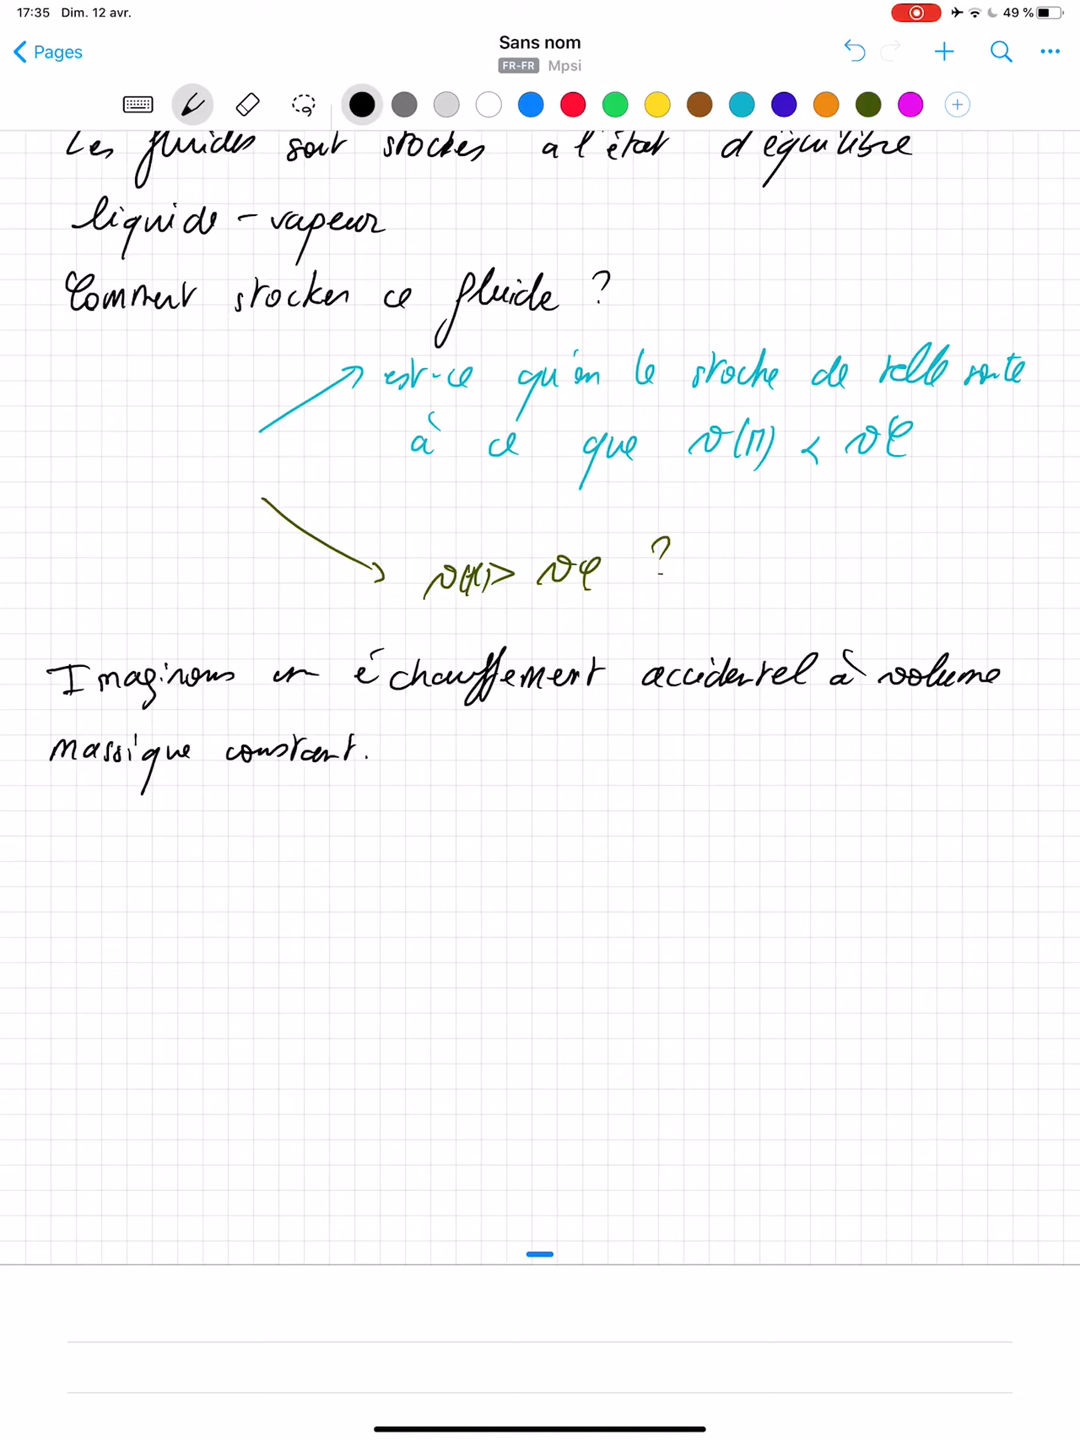 17:35 Dim. 12 avr. 49 %
Pages
Sans nom
FR-FR Mpsi
Les fluides sont stockés à l'état d'équilibre
liquide - vapeur
Comment stocker ce fluide ?
est-ce qu'on le stocke de telle sorte
à ce que v(M) < vC
v(M) > vC ?
Imaginons un échauffement accidentel à volume
massique constant.